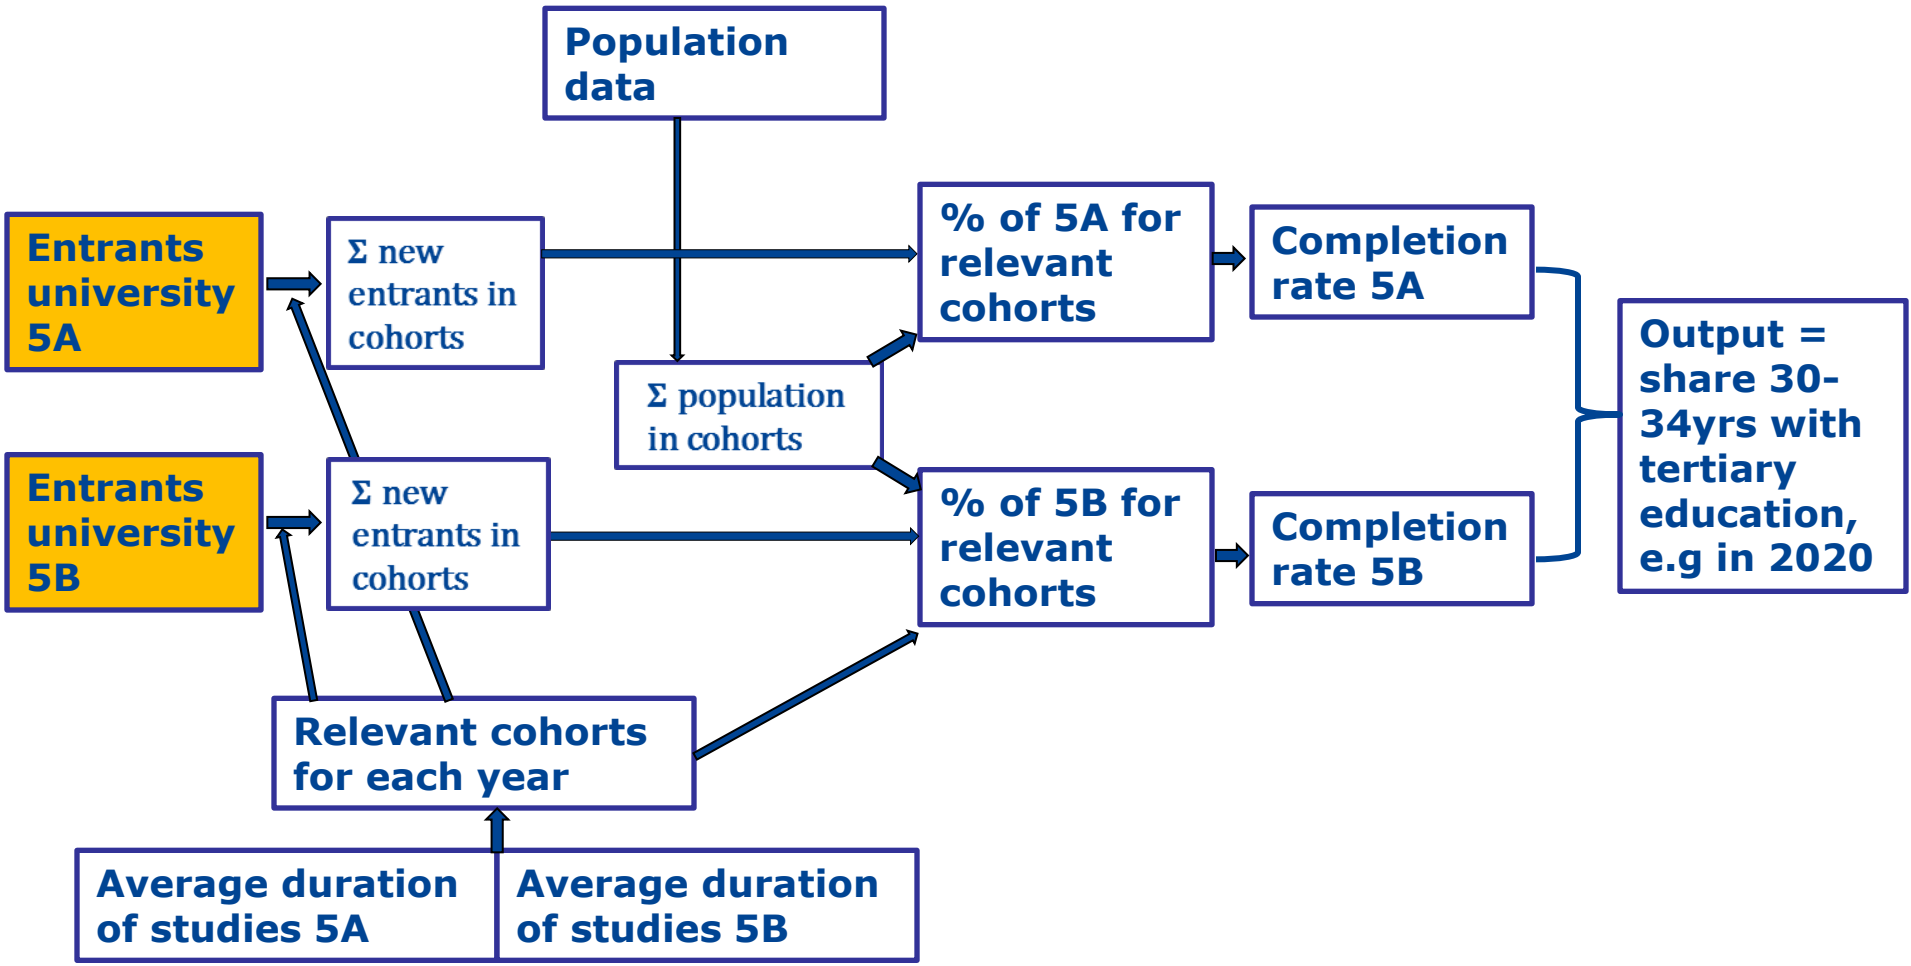 Population
data
Entrants
university
5A
Σ new
entrants in
cohorts
% of 5A for
relevant
cohorts
Completion
rate 5A
Output =
share 30-
34yrs with
tertiary
education,
e.g in 2020
Σ population
in cohorts
Entrants
university
5B
Σ new
entrants in
cohorts
% of 5B for
relevant
cohorts
Completion
rate 5B
Relevant cohorts
for each year
Average duration
of studies 5A
Average duration
of studies 5B